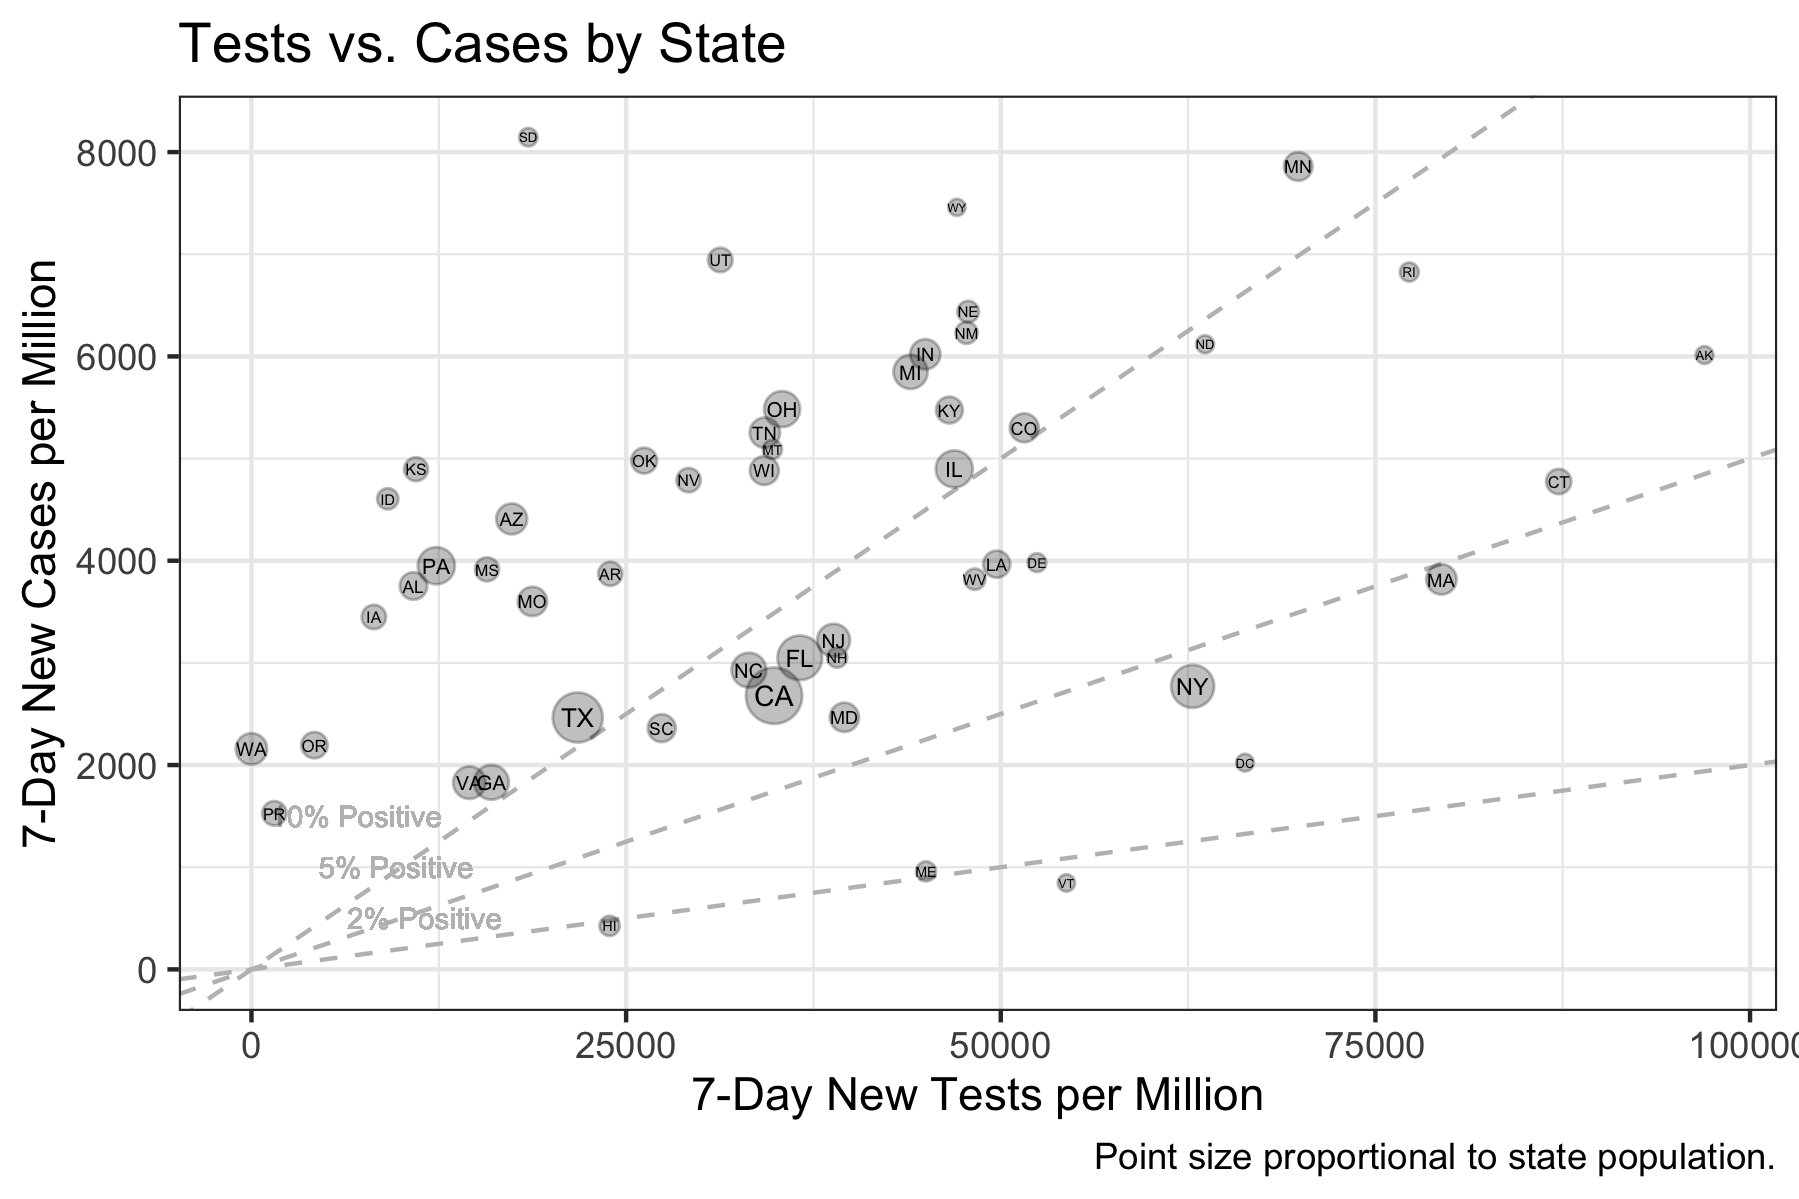 Tests vs. Cases by State
7-Day New Cases per Million
8000
6000
4000
2000
0
SD
MN
WY
UT
RI
NE
NM
ND
IN
AK
MI
OH
KY
CO
TN
MT
OK
KS
WI
IL
NV
CT
ID
AZ
PA
MS
AR
LA
DE
AL
WV
MA
MO
IA
NJ
FL
NH
NC
CA
NY
TX
MD
SC
WA
OR
DC
VA
GA
PR
10% Positive
5% Positive
ME
VT
2% Positive
HI
0
25000
50000
75000
100000
7-Day New Tests per Million
Point size proportional to state population.